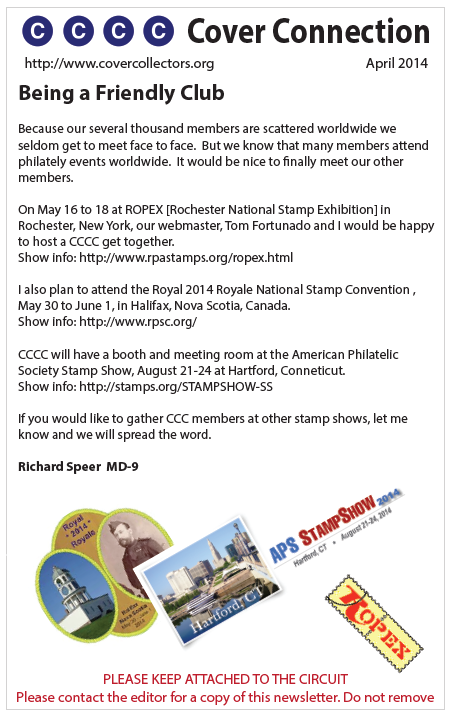 C C C C Cover Connection
http://www.covercollectors.org April 2014
Being a Friendly Club
Because our several thousand members are scattered worldwide we
seldom get to meet face to face. But we know that many members attend
philately events worldwide. It would be nice to finally meet our other
members.
On May 16 to 18 at ROPEX [Rochester National Stamp Exhibition] in
Rochester, New York, our webmaster, Tom Fortunado and I would be happy
to host a CCCC get together.
Show info: http://www.rpastamps.org/ropex.html
I also plan to attend the Royal 2014 Royale National Stamp Convention ,
May 30 to June 1, in Halifax, Nova Scotia, Canada.
Show info: http://www.rpsc.org/
CCCC will have a booth and meeting room at the American Philatelic
Society Stamp Show, August 21-24 at Hartford, Conneticut.
Show info: http://stamps.org/STAMPSHOW-SS
If you would like to gather CCC members at other stamp shows, let me
know and we will spread the word.
Richard Speer MD-9
Royal
• 2014 •
Royale
Halifax
Nova Scotia
May 30 - June 1
2014
Hartford, CT
APS STAMPSHOW 2014
Hartford, CT • August 21-24, 2014
ROPEX
PLEASE KEEP ATTACHED TO THE CIRCUIT
Please contact the editor for a copy of this newsletter. Do not remove